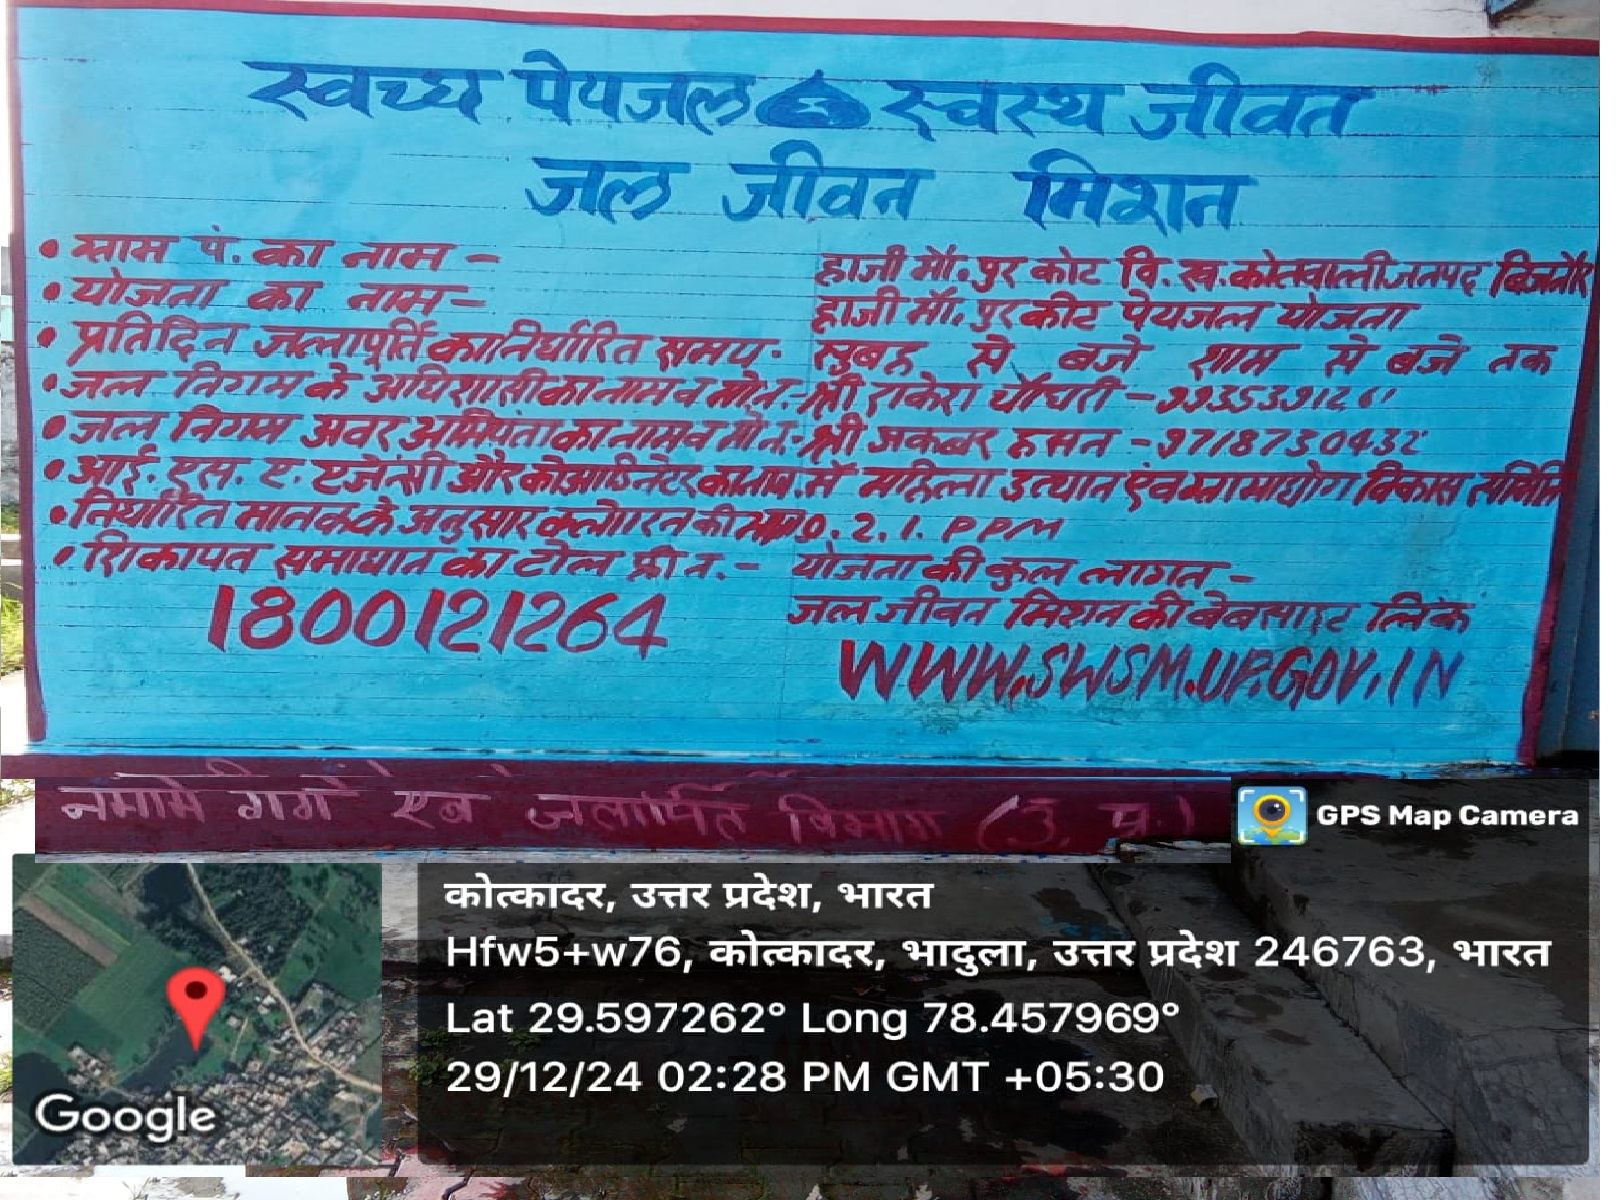 स्वच्छ पेयजल स्वस्थ जीवन
जल जीवन मिशन
• ग्राम पं. का नाम – हाजी मौ. पुर कोट वि. ख. कोतवाली जनपद बिजनौर
• योजना का नाम – हाजी मौ. पुर कोट पेयजल योजना
• प्रतिदिन जलापूर्ति का निर्धारित समय. सुबह से बजे शाम से बजे तक
• जल निगम के अधिशासी का नाम व मो.न.- श्री राकेश चौधरी –
• जल निगम अवर अभियंता का नाम व मो.न.- श्री अकबर हसन - 9718730432
• आई. एस. ए. एजेंसी और कोआर्डिनेटर का नाम. में महिला उत्थान एंव ग्रामोद्योग विकास समिति
• निर्धारित मानक के अनुसार क्लोरीन की 0.2.1. PPM
• शिकायत समाधान का टोल फ्री न. – योजना की कुल लागत –
1800121264 जल जीवन मिशन की वेबसाइट लिंक
WWW.SWSM.UP.GOV.IN
नमामि गंगे एव जलापूर्ति विभाग (उ. प्र.)
GPS Map Camera
कोत्कादर, उत्तर प्रदेश, भारत
Hfw5+w76, कोत्कादर, भादुला, उत्तर प्रदेश 246763, भारत
Lat 29.597262° Long 78.457969°
29/12/24 02:28 PM GMT +05:30
Google